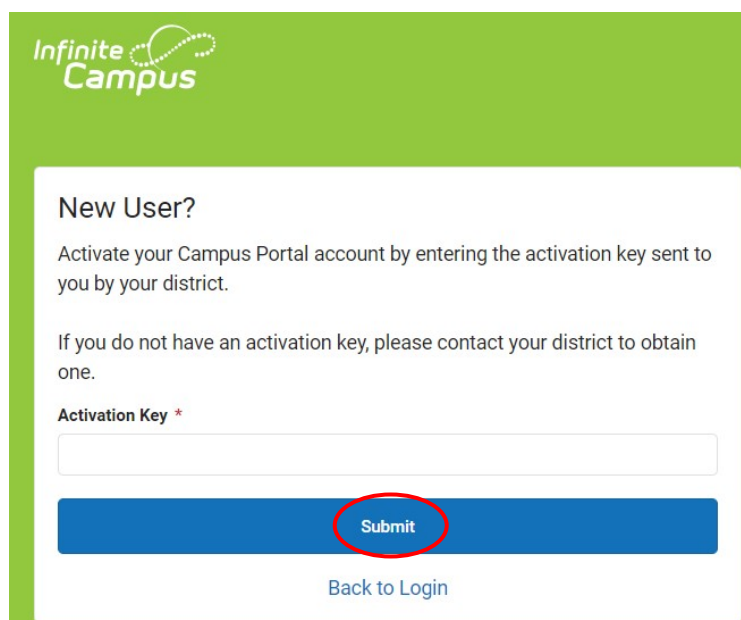 Infinite
Campus
New User?
Activate your Campus Portal account by entering the activation key sent to
you by your district.
If you do not have an activation key, please contact your district to obtain
one.
Activation Key *
Submit
Back to Login